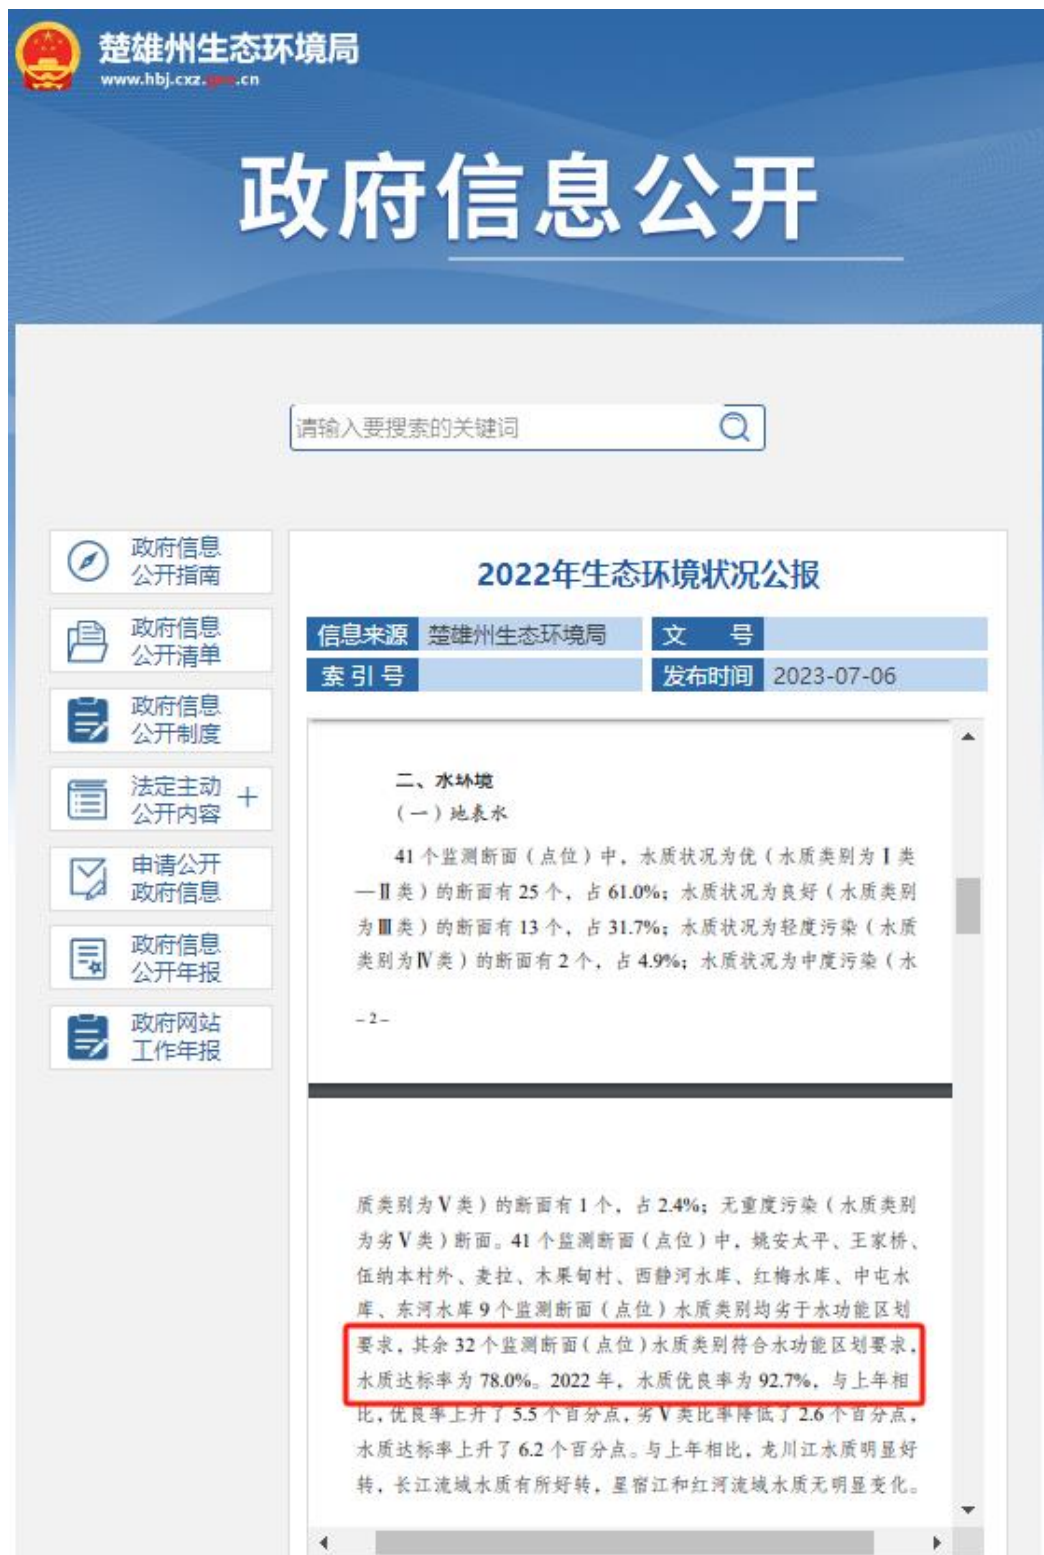 楚雄州生态环境局
www.hbj.cxz.gov.cn
政府信息公开
请输入要搜索的关键词
政府信息
公开指南
政府信息
公开清单
政府信息
公开制度
法定主动
公开内容 +
申请公开
政府信息
政府信息
公开年报
政府网站
工作年报
2022年生态环境状况公报
信息来源 楚雄州生态环境局 文 号
索引号 发布时间 2023-07-06
二、水环境
（一）地表水
41 个监测断面（点位）中，水质状况为优（水质类别为Ⅰ类
—Ⅱ类）的断面有 25 个，占 61.0%；水质状况为良好（水质类别
为Ⅲ类）的断面有 13 个，占 31.7%；水质状况为轻度污染（水质
类别为Ⅳ类）的断面有 2 个，占 4.9%；水质状况为中度污染（水
–2–
质类别为Ⅴ类）的断面有 1 个，占 2.4%；无重度污染（水质类别
为劣Ⅴ类）断面。41 个监测断面（点位）中，姚安太平、王家桥、
伍纳本村外、麦拉、木果甸村、西静河水库、红梅水库、中屯水
库、东河水库 9 个监测断面（点位）水质类别均劣于水功能区划
要求，其余 32 个监测断面（点位）水质类别符合水功能区划要求，
水质达标率为 78.0%。2022 年，水质优良率为 92.7%，与上年相
比，优良率上升了 5.5 个百分点，劣Ⅴ类比率降低了 2.6 个百分点，
水质达标率上升了 6.2 个百分点。与上年相比，龙川江水质明显好
转，长江流域水质有所好转，星宿江和红河流域水质无明显变化。